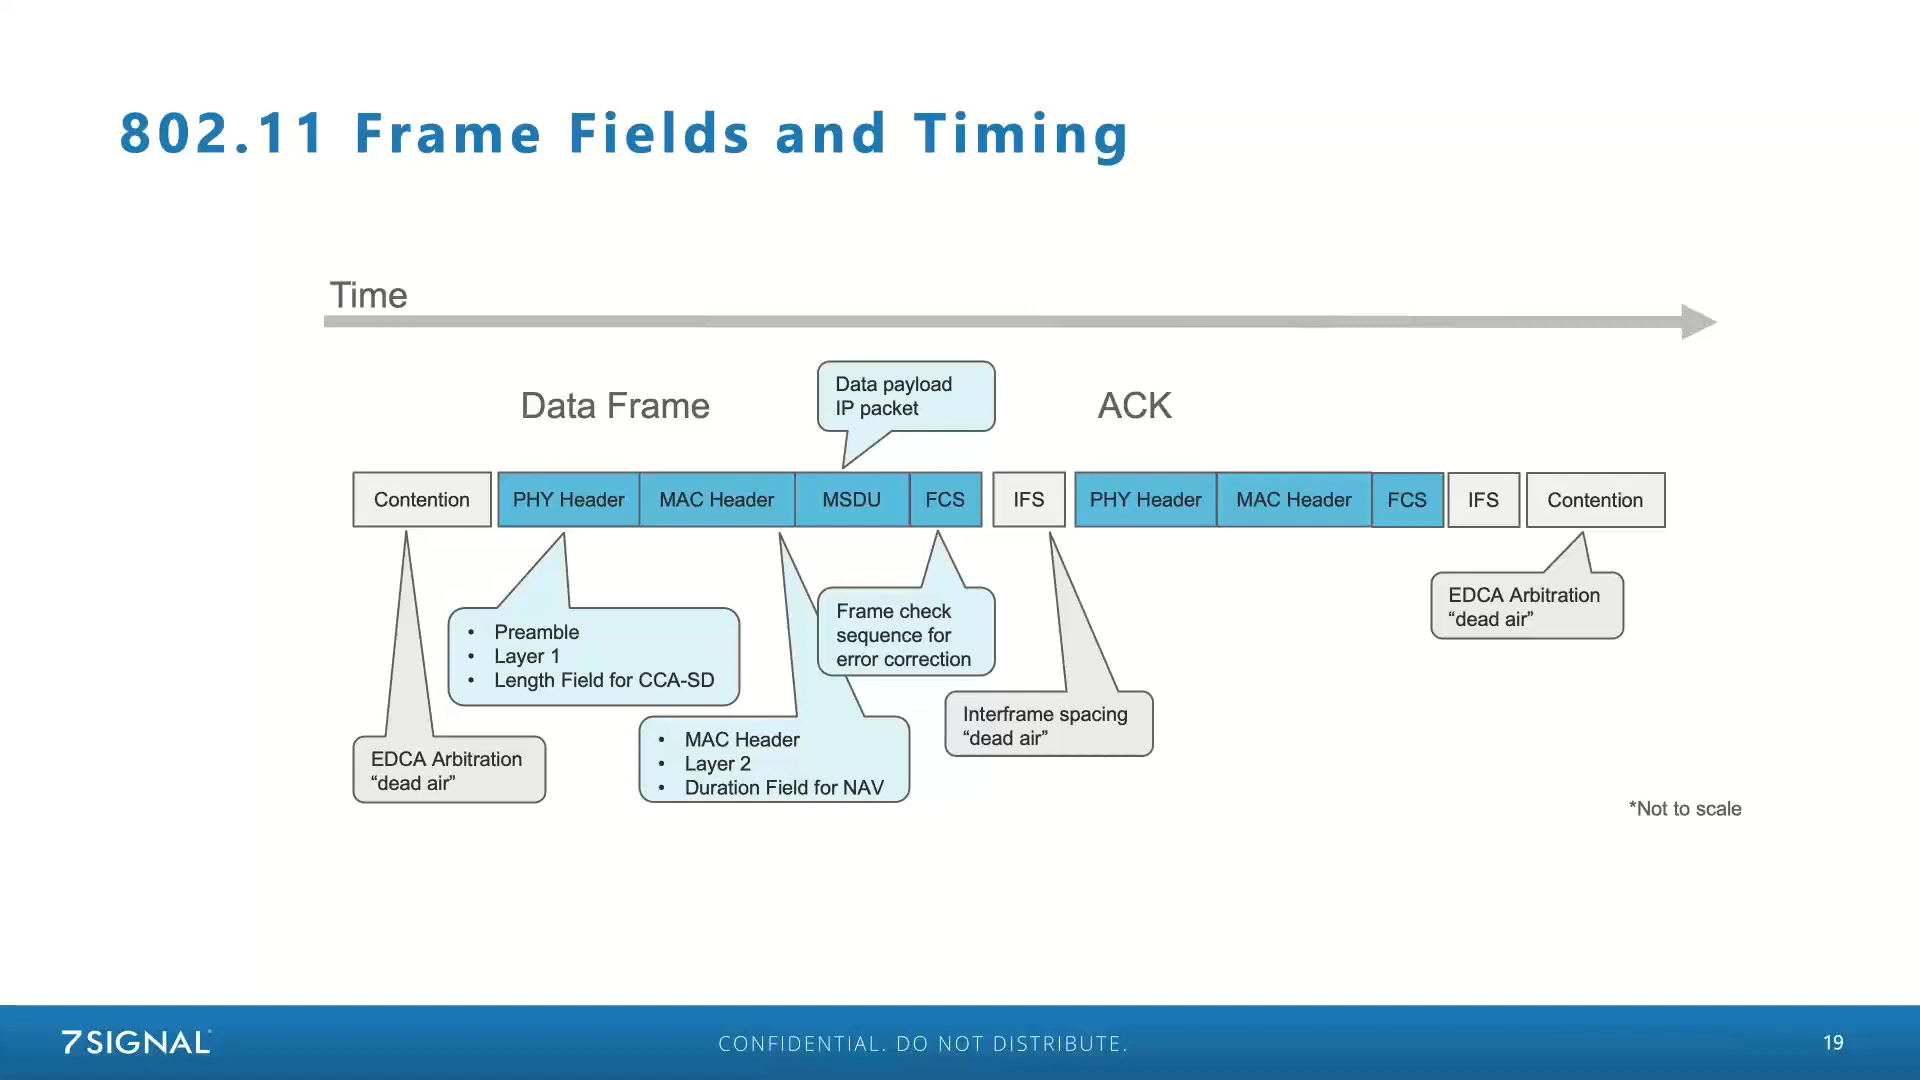 802.11 Frame Fields and Timing
Time
Data Frame
Data payload
IP packet
ACK
Contention
PHY Header
MAC Header
MSDU
FCS
IFS
PHY Header
MAC Header
FCS
IFS
Contention
• Preamble
• Layer 1
• Length Field for CCA-SD
Frame check
sequence for
error correction
EDCA Arbitration
“dead air”
Interframe spacing
“dead air”
EDCA Arbitration
“dead air”
• MAC Header
• Layer 2
• Duration Field for NAV
*Not to scale
7SIGNAL
CONFIDENTIAL. DO NOT DISTRIBUTE.
19